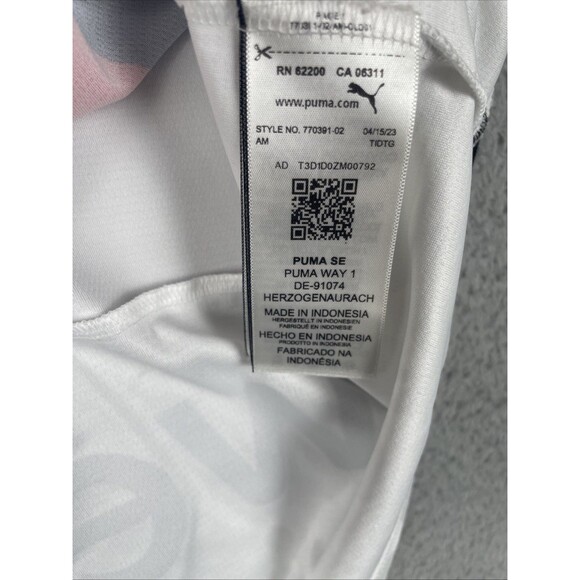 RN 62200 CA 06311
www.puma.com
STYLE NO. 770391-02 04/15/23
AM TIDTG
AD T3D1D0ZM00792
PUMA SE
PUMA WAY 1
DE-91074
HERZOGENAURACH
MADE IN INDONESIA
HERGESTELLT IN INDONESIEN
FABRIQUÉ EN INDONESIE
HECHO EN INDONESIA
PRODOTTO IN INDONESIA
FABRICADO NA
INDONÉSIA